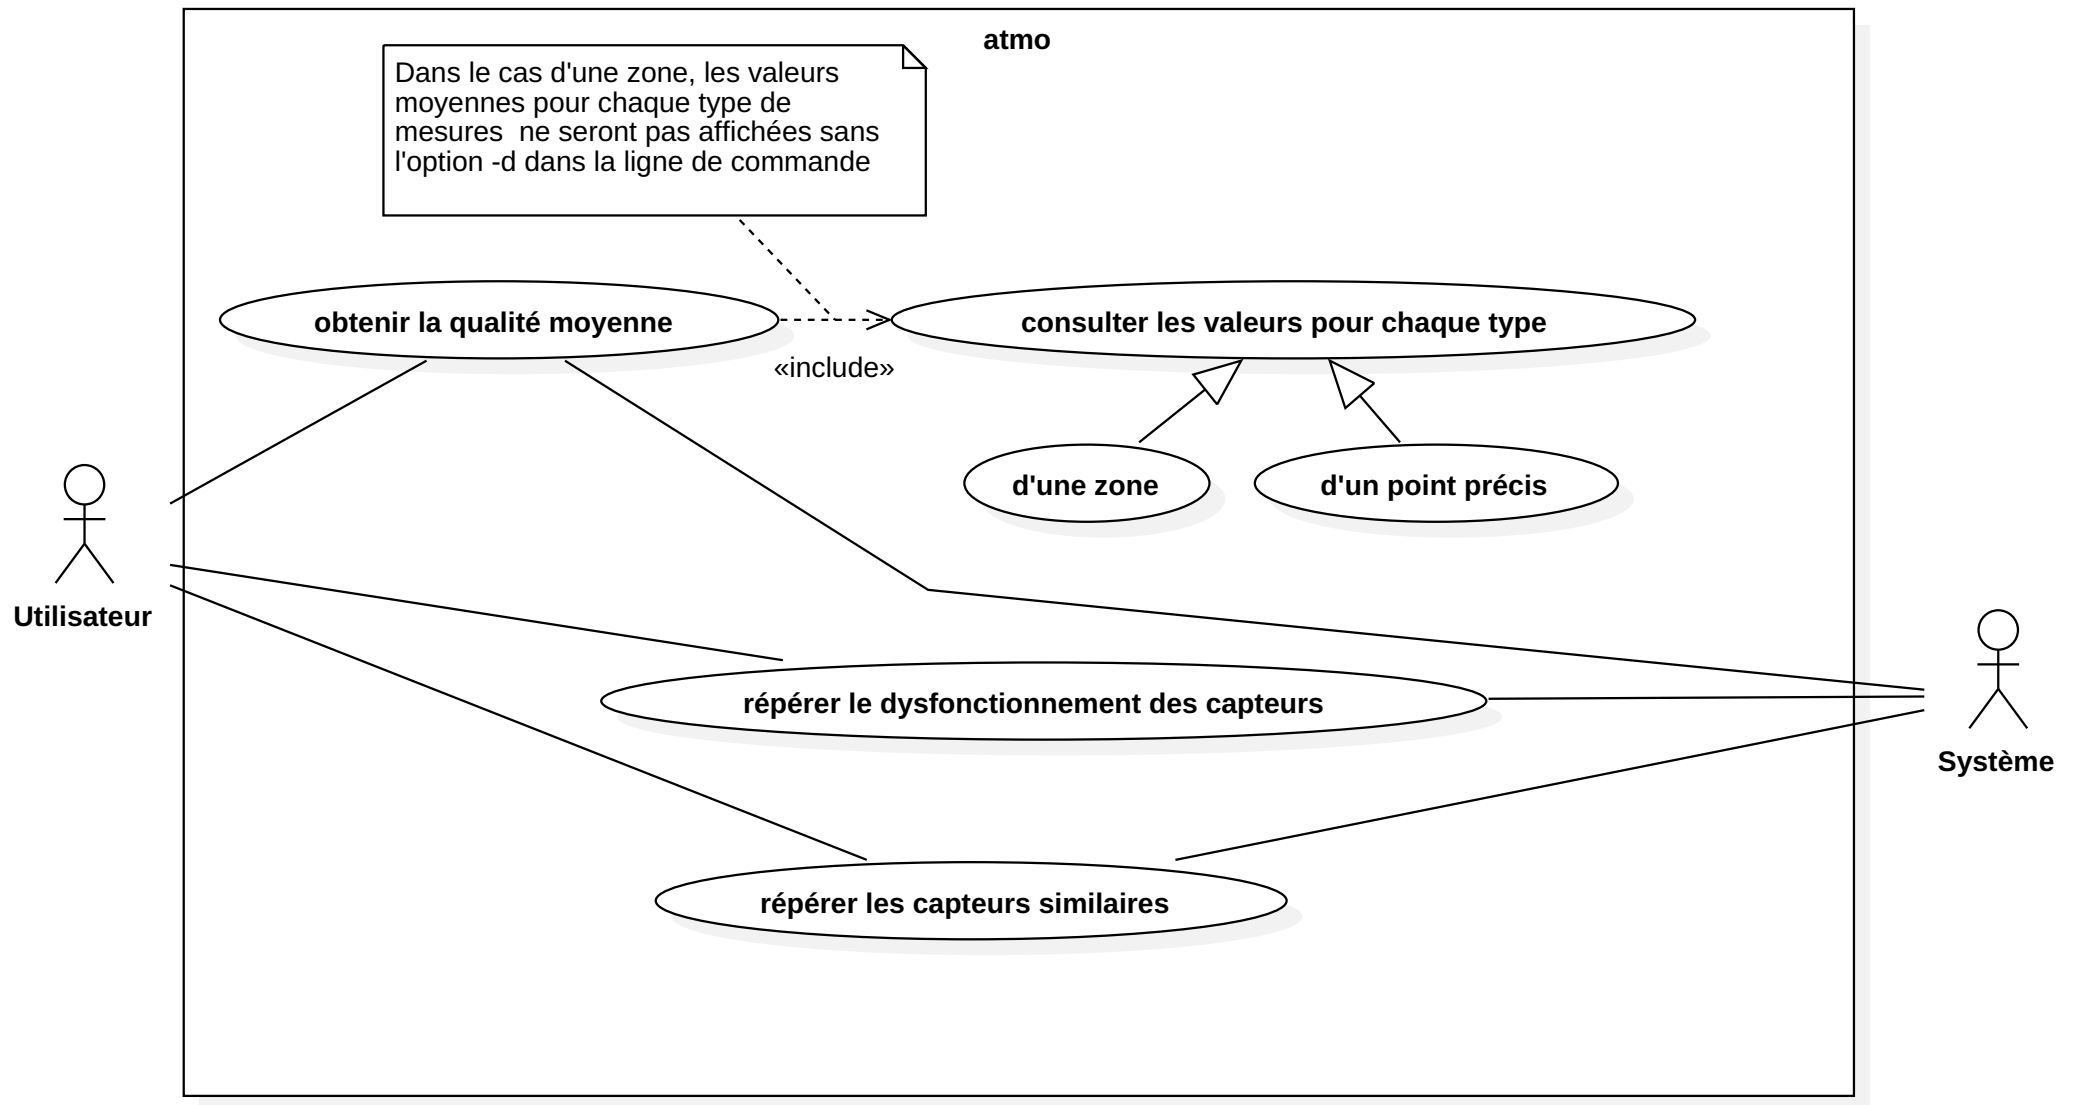 atmo
Dans le cas d'une zone, les valeurs
moyennes pour chaque type de
mesures  ne seront pas affichées sans
l'option -d dans la ligne de commande
obtenir la qualité moyenne
consulter les valeurs pour chaque type
«include»
d'une zone
d'un point précis
Utilisateur
répérer le dysfonctionnement des capteurs
Système
répérer les capteurs similaires